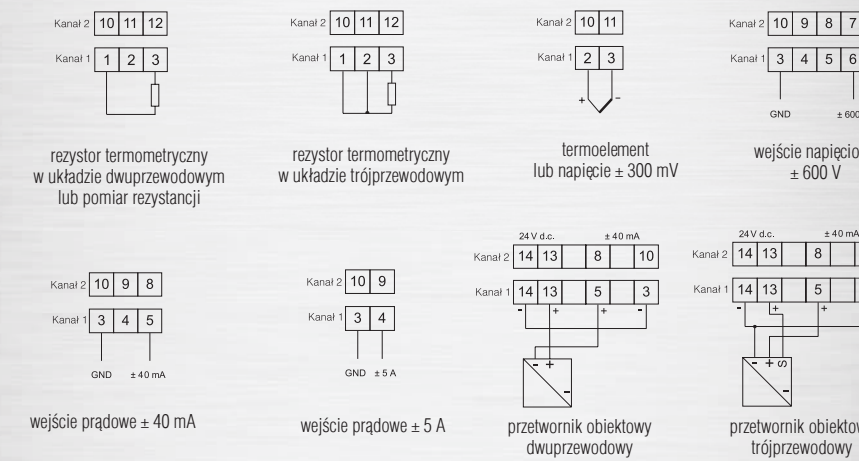 Kanał 2 10 11 12
Kanał 1 1 2 3
rezystor termometryczny
w układzie dwuprzewodowym
lub pomiar rezystancji
Kanał 2 10 11 12
Kanał 1 1 2 3
rezystor termometryczny
w układzie trójprzewodowym
Kanał 2 10 11
Kanał 1 2 3
+ -
termoelement
lub napięcie ± 300 mV
Kanał 2 10 9 8 7
Kanał 1 3 4 5 6
GND ± 600
wejście napięcio
± 600 V
Kanał 2 10 9 8
Kanał 1 3 4 5
GND ± 40 mA
wejście prądowe ± 40 mA
Kanał 2 10 9
Kanał 1 3 4
GND ± 5 A
wejście prądowe ± 5 A
24 V d.c. ± 40 mA
Kanał 2 14 13 8 10
Kanał 1 14 13 5 3
- + + -
- +
-
przetwornik obiektowy
dwuprzewodowy
24 V d.c. ± 40 mA
Kanał 2 14 13 8
Kanał 1 14 13 5
- + +
- + S
-
przetwornik obiektow
trójprzewodowy